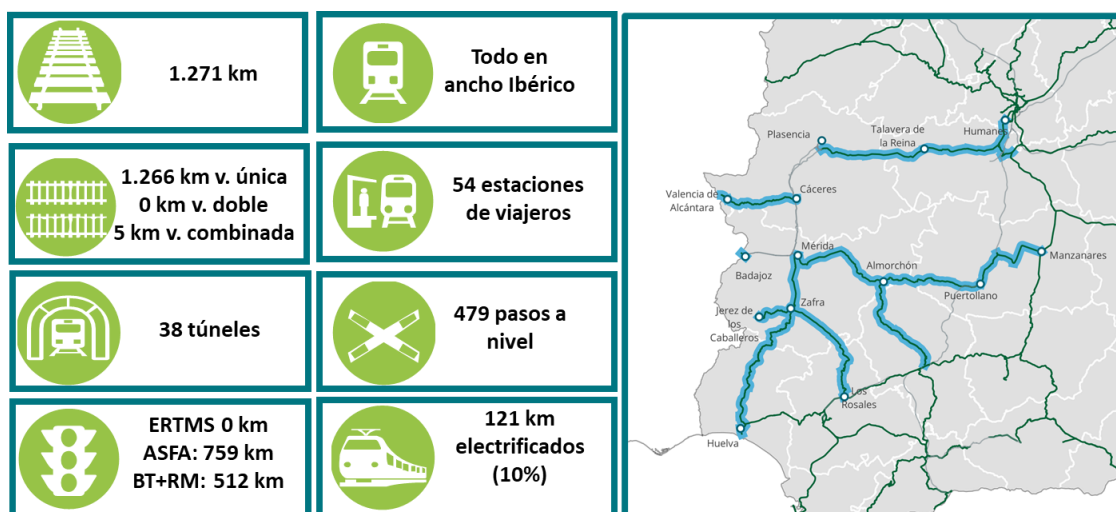 1.271 km
Todo en
ancho Ibérico
1.266 km v. única
0 km v. doble
5 km v. combinada
54 estaciones
de viajeros
38 túneles
479 pasos a
nivel
ERTMS 0 km
ASFA: 759 km
BT+RM: 512 km
121 km
electrificados
(10%)
Plasencia
Talavera de
la Reina
Humanes
Valencia de
Alcántara
Cáceres
Mérida
Badajoz
Almorchón
Manzanares
Puertollano
Zafra
Jerez de
los
Caballeros
Los
Rosales
Huelva